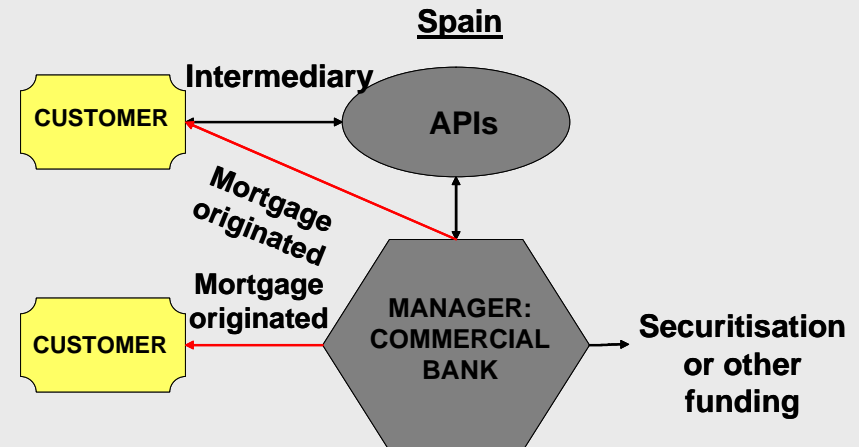 Spain
Intermediary
CUSTOMER
APIs
Mortgage
originated
Mortgage
originated
CUSTOMER
MANAGER:
COMMERCIAL
BANK
Securitisation
or other
funding